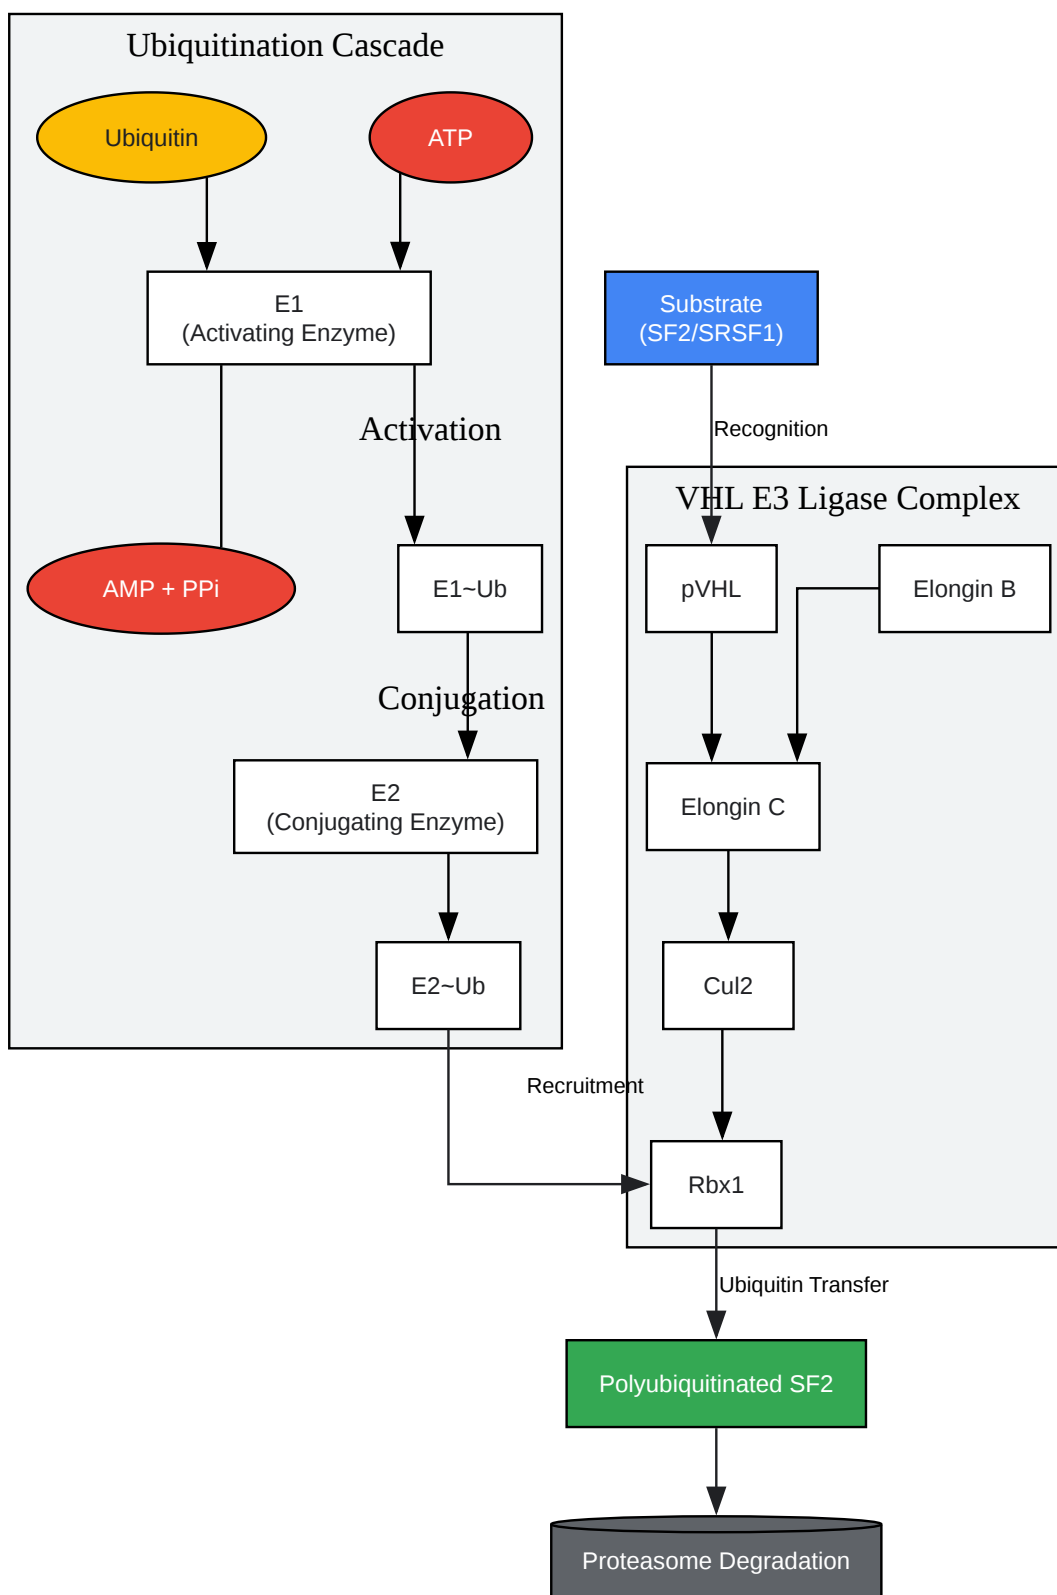 Ubiquitination Cascade
Ubiquitin
ATP
E1
(Activating Enzyme)
Substrate
(SF2/SRSF1)
Activation
Recognition
VHL E3 Ligase Complex
AMP + PPi
E1~Ub
pVHL
Elongin B
Conjugation
E2
(Conjugating Enzyme)
Elongin C
E2~Ub
Cul2
Recruitment
Rbx1
Ubiquitin Transfer
Polyubiquitinated SF2
Proteasome Degradation